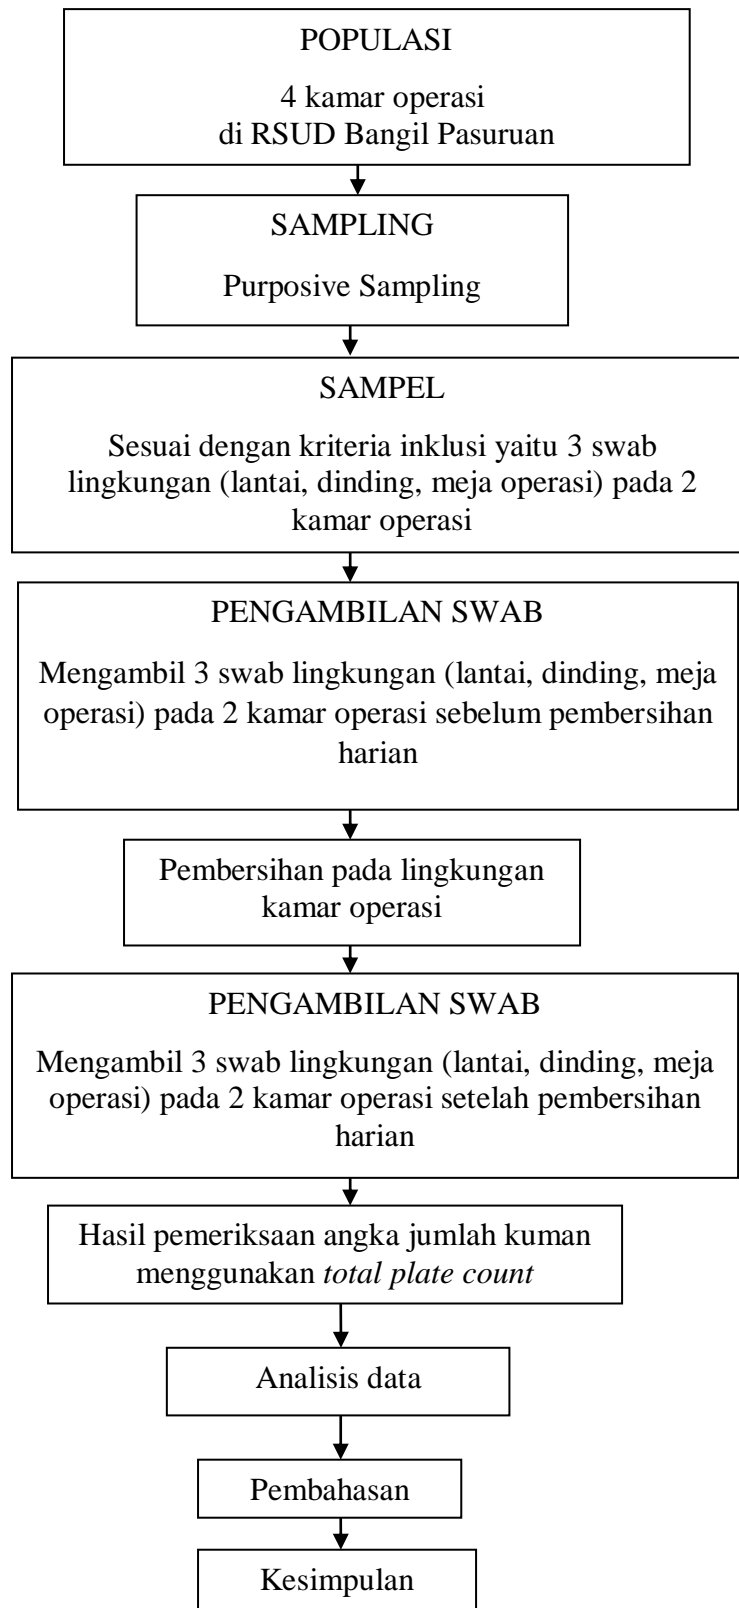 POPULASI
4 kamar operasi
di RSUD Bangil Pasuruan
SAMPLING
Purposive Sampling
SAMPEL
Sesuai dengan kriteria inklusi yaitu 3 swab
lingkungan (lantai, dinding, meja operasi) pada 2
kamar operasi
PENGAMBILAN SWAB
Mengambil 3 swab lingkungan (lantai, dinding, meja
operasi) pada 2 kamar operasi sebelum pembersihan
harian
Pembersihan pada lingkungan
kamar operasi
PENGAMBILAN SWAB
Mengambil 3 swab lingkungan (lantai, dinding, meja
operasi) pada 2 kamar operasi setelah pembersihan
harian
Hasil pemeriksaan angka jumlah kuman
menggunakan total plate count
Analisis data
Pembahasan
Kesimpulan